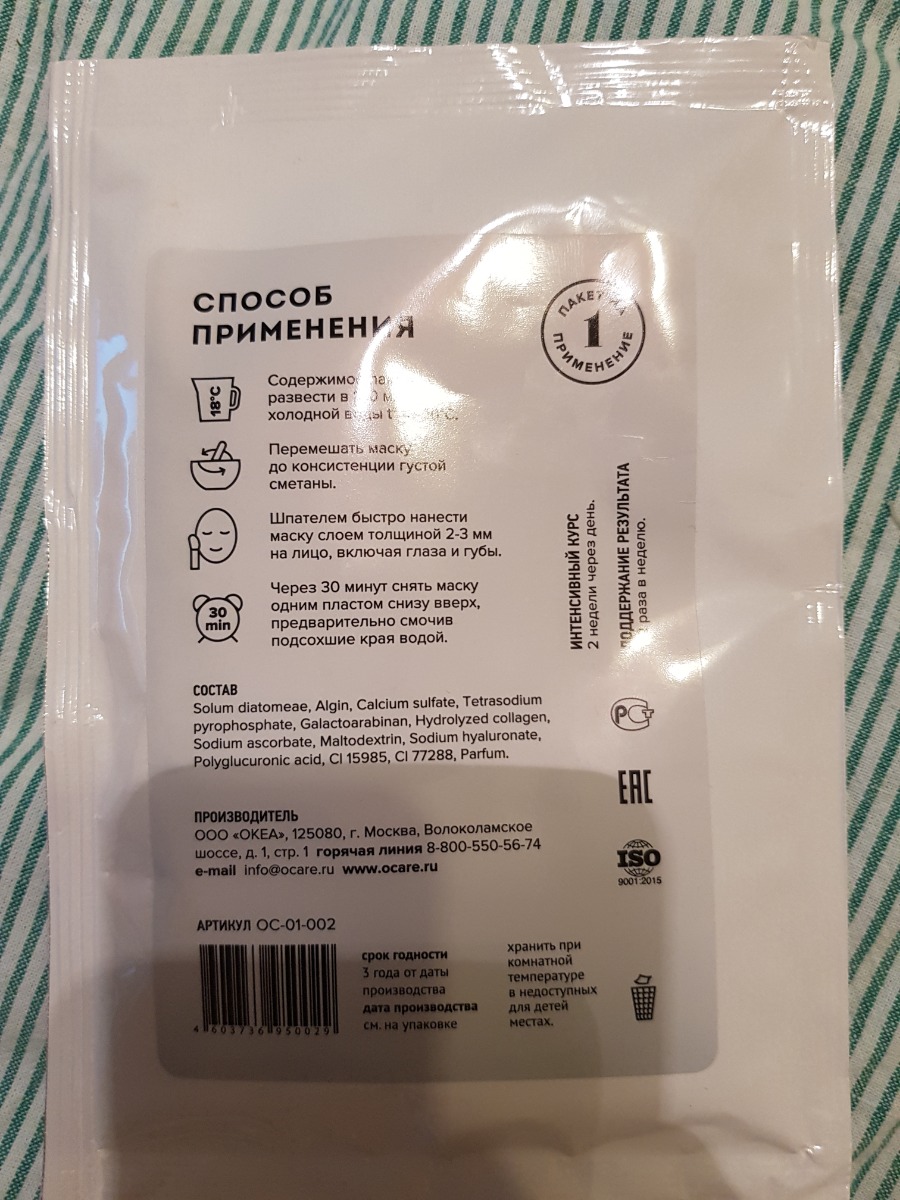 СПОСОБ
ПРИМЕНЕНИЯ
ПАКЕТ
1
ПРИМЕНЕНИЕ
18°C
Содержимое
развести в
холодной воды
Перемешать маску
до консистенции густой
сметаны.
Шпателем быстро нанести
маску слоем толщиной 2-3 мм
на лицо, включая глаза и губы.
30
min
Через 30 минут снять маску
одним пластом снизу вверх,
предварительно смочив
подсохшие края водой.
ИНТЕНСИВНЫЙ КУРС
2 недели через день.
ПОДДЕРЖАНИЕ РЕЗУЛЬТАТА
раза в неделю.
СОСТАВ
Solum diatomeae, Algin, Calcium sulfate, Tetrasodium
pyrophosphate, Galactoarabinan, Hydrolyzed collagen,
Sodium ascorbate, Maltodextrin, Sodium hyaluronate,
Polyglucuronic acid, CI 15985, CI 77288, Parfum.
РСТ
EAC
ISO
9001:2015
ПРОИЗВОДИТЕЛЬ
ООО «ОКЕА», 125080, г. Москва, Волоколамское
шоссе, д. 1, стр. 1 горячая линия 8-800-550-56-74
e-mail info@ocare.ru www.ocare.ru
АРТИКУЛ ОС-01-002
4 603736 950029
срок годности
3 года от даты
производства
дата производства
см. на упаковке
хранить при
комнатной
температуре
в недоступных
для детей
местах.